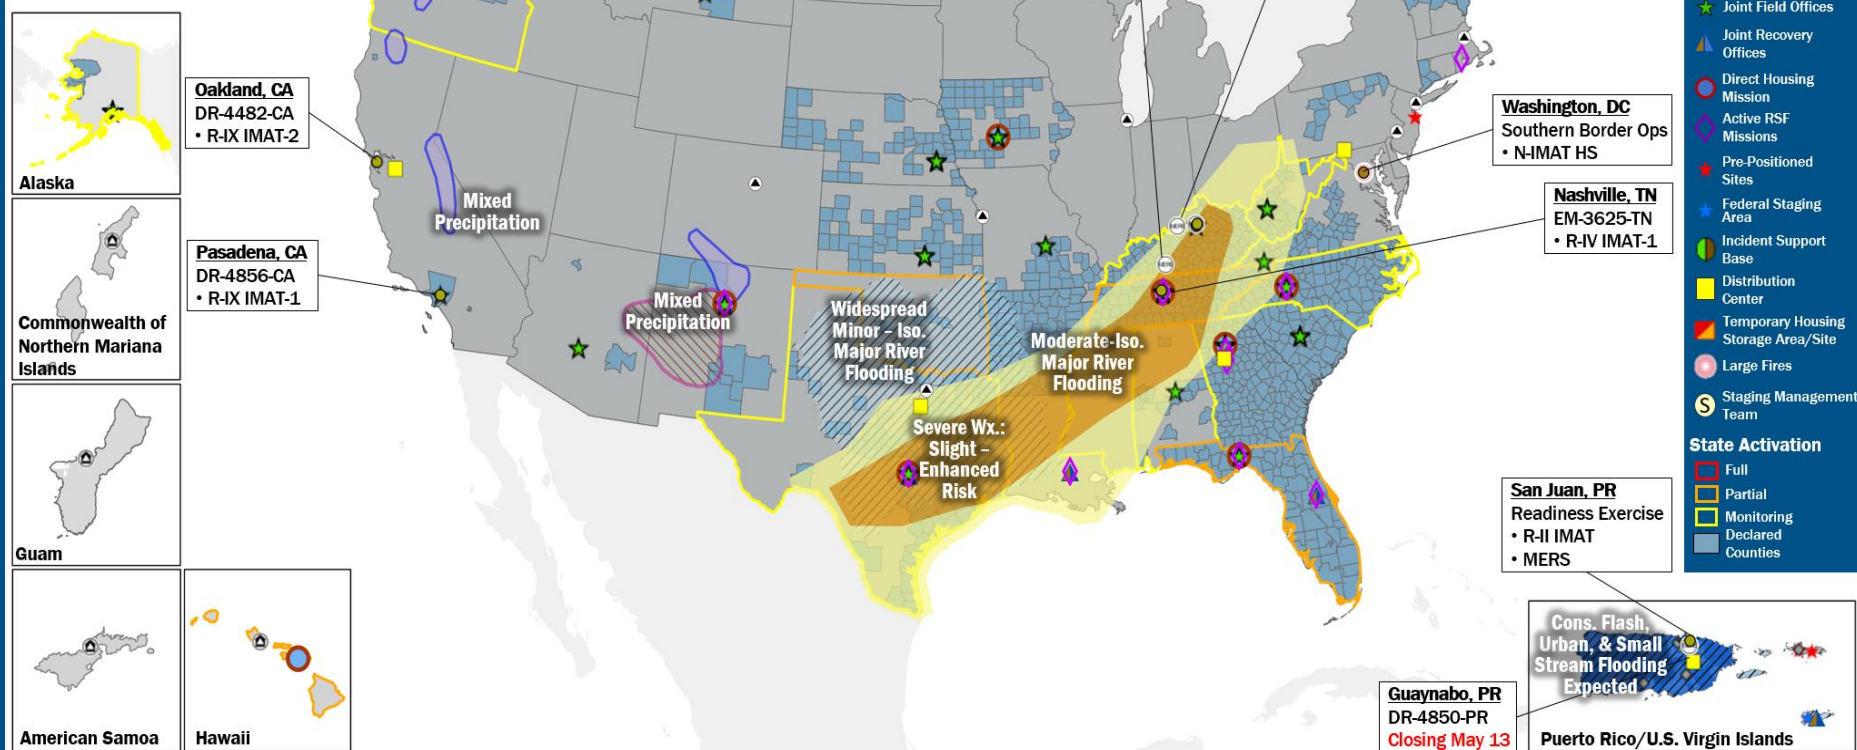 Alaska
Commonwealth of
Northern Mariana
Islands
Guam
American Samoa
Hawaii
Oakland, CA
DR-4482-CA
• R-IX IMAT-2
Pasadena, CA
DR-4856-CA
• R-IX IMAT-1
Mixed
Precipitation
Mixed
Precipitation
Widespread
Minor – Iso.
Major River
Flooding
Moderate-Iso.
Major River
Flooding
Severe Wx.:
Slight –
Enhanced
Risk
MERS
MERS
Washington, DC
Southern Border Ops
• N-IMAT HS
Nashville, TN
EM-3625-TN
• R-IV IMAT-1
San Juan, PR
Readiness Exercise
• R-II IMAT
• MERS
Cons. Flash,
Urban, & Small
Stream Flooding
Expected
Guaynabo, PR
DR-4850-PR
Closing May 13
Puerto Rico/U.S. Virgin Islands
Joint Field Offices
Joint Recovery
Offices
Direct Housing
Mission
Active RSF
Missions
Pre-Positioned
Sites
Federal Staging
Area
Incident Support
Base
Distribution
Center
Temporary Housing
Storage Area/Site
Large Fires
S
Staging Management
Team
State Activation
Full
Partial
Monitoring
Declared
Counties